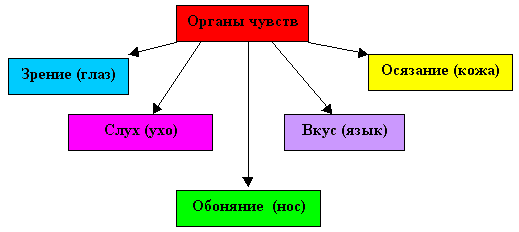 Органы чувств
Зрение (глаз)
Осязание (кожа)
Слух (ухо)
Вкус (язык)
Обоняние (нос)